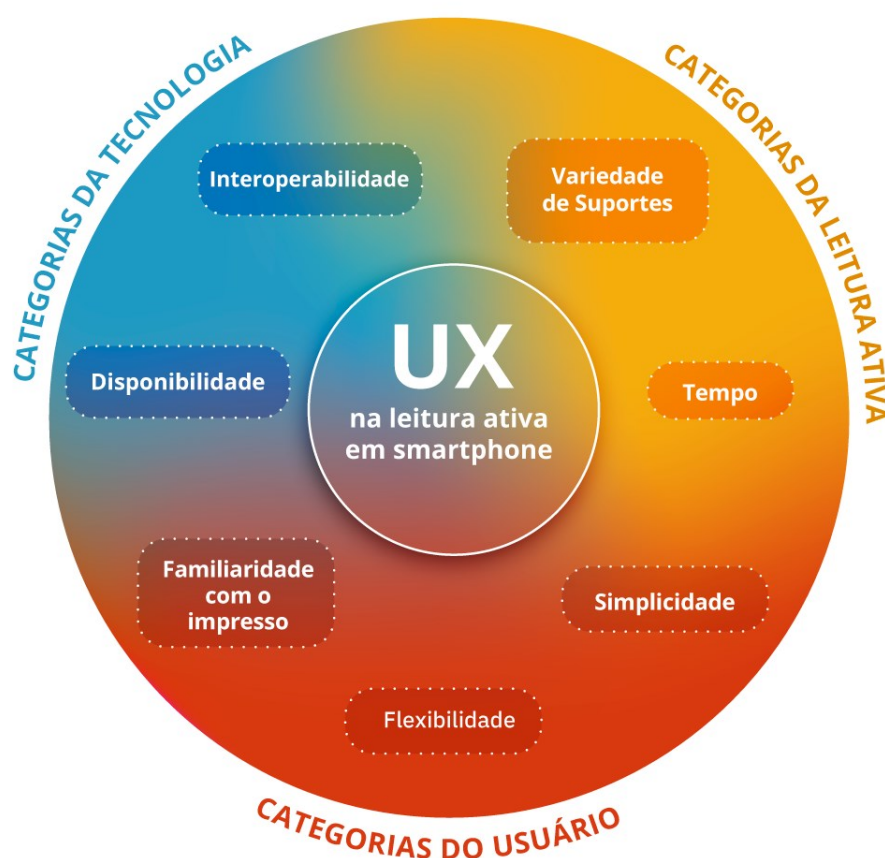 CATEGORIAS DA TECNOLOGIA
CATEGORIAS DA LEITURA ATIVA
Interoperabilidade
Variedade
de Suportes
UX
na leitura ativa
em smartphone
Disponibilidade
Tempo
Familiaridade
com o
impresso
Simplicidade
Flexibilidade
CATEGORIAS DO USUÁRIO